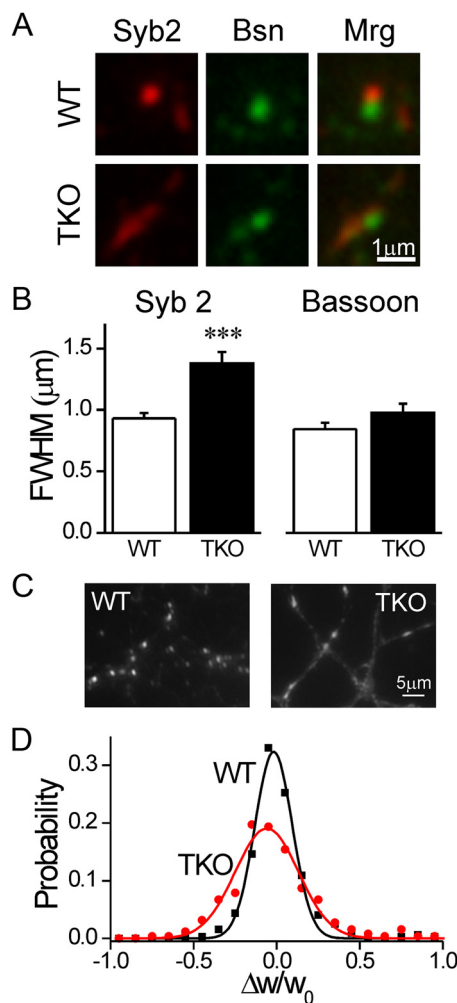 A
Syb2 Bsn Mrg
WT
TKO
1μm
B
Syb 2 Bassoon
***
FWHM (μm)
1.5
1.0
0.5
0.0
WT TKO WT TKO
C
WT TKO
5μm
D
Probability
0.3
0.2
0.1
0.0
WT
TKO
-1.0 -0.5 0.0 0.5 1.0
Δw/w₀